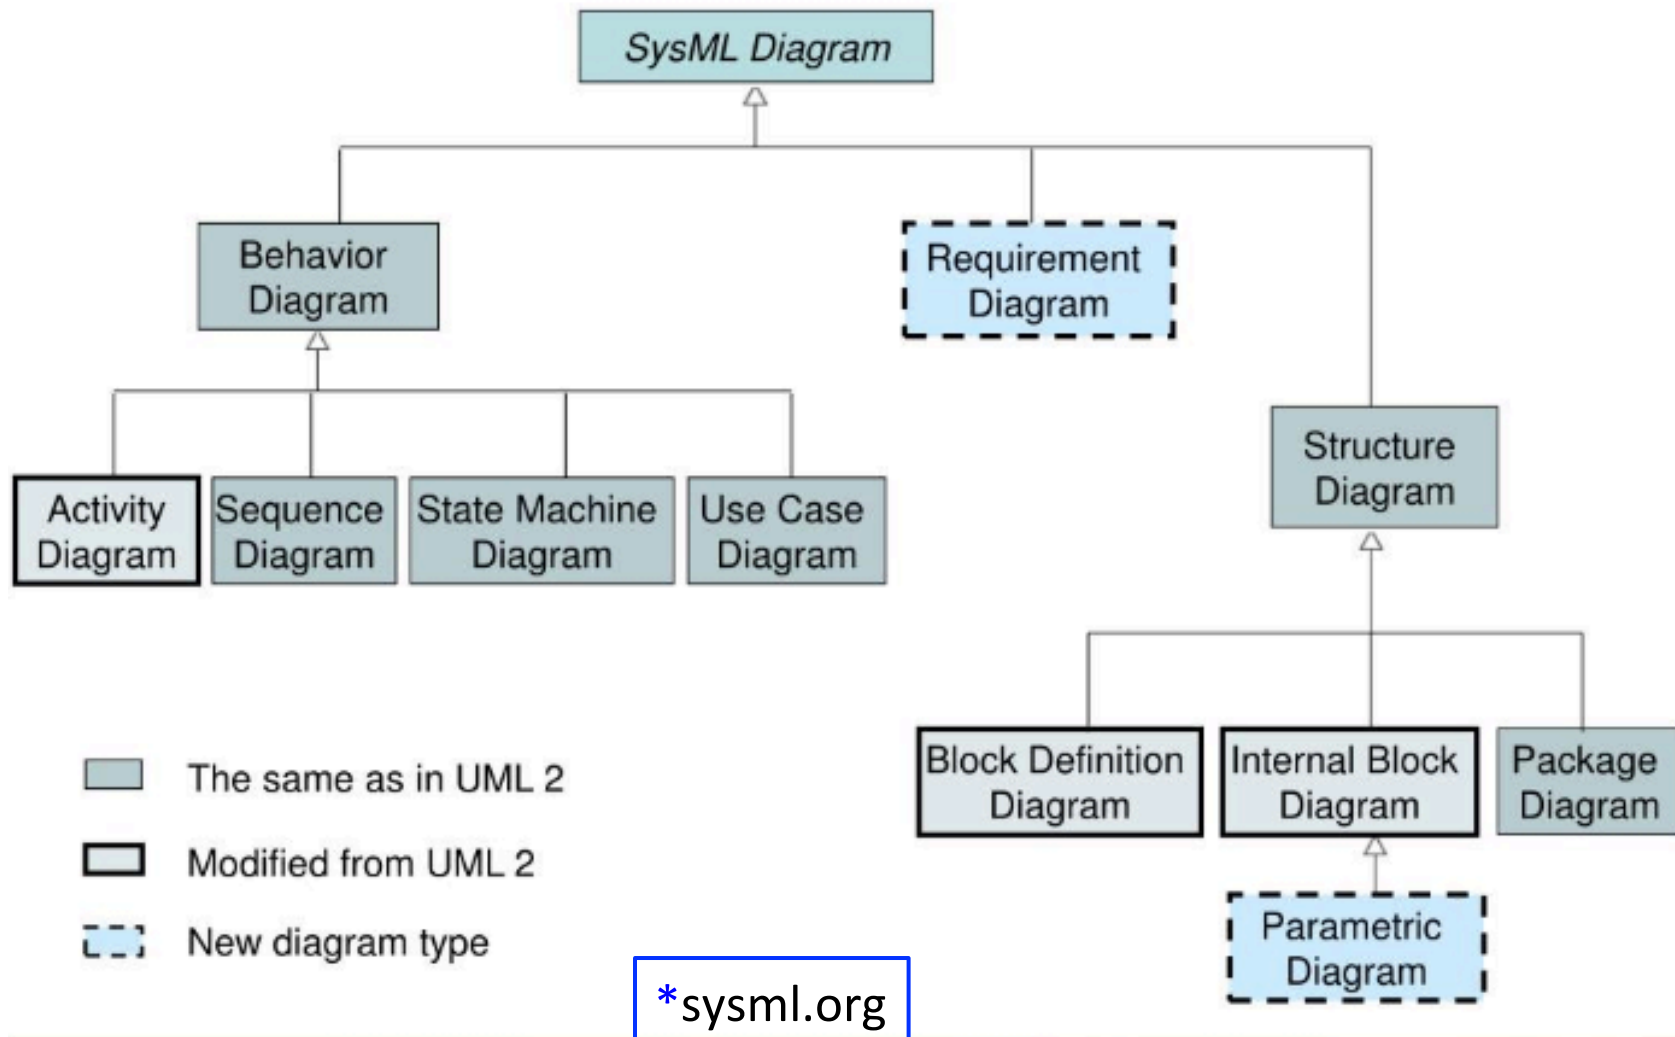 SysML Diagram
Behavior
Diagram
Requirement
Diagram
Structure
Diagram
Activity
Diagram
Sequence
Diagram
State Machine
Diagram
Use Case
Diagram
Block Definition
Diagram
Internal Block
Diagram
Package
Diagram
Parametric
Diagram
The same as in UML 2
Modified from UML 2
New diagram type
*sysml.org